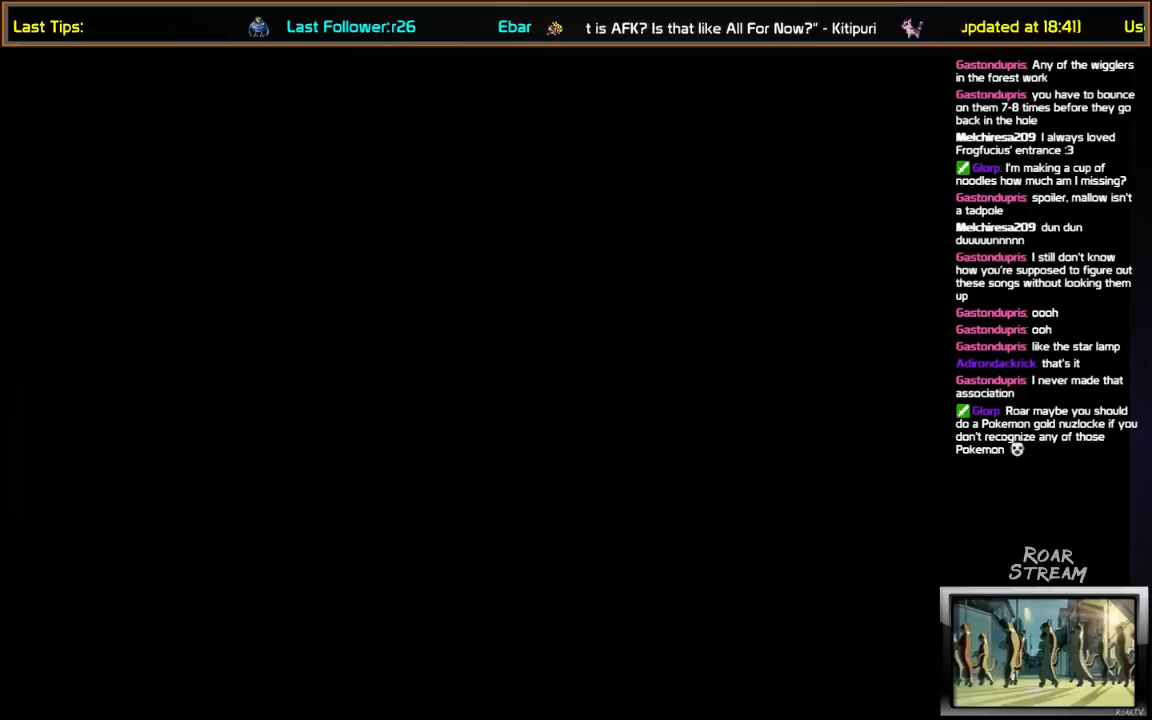 Last Tips: Last Follower:r26 Ebar t is AFK? Is that like All For Now?" - Kitipuri updated at 18:41) Us
Gastondupris: Any of the wigglers
in the forest work
Gastondupris: you have to bounce
on them 7-8 times before they go
back in the hole
Melchiresa209 I always loved
Frogfucius' entrance :3
Glorp: I'm making a cup of
noodles how much am I missing?
Gastondupris: spoiler, mallow isn't
a tadpole
Melchiresa209 dun dun
duuuunnnnn
Gastondupris: I still don't know
how you're supposed to figure out
these songs without looking them
up
Gastondupris: oooh
Gastondupris: ooh
Gastondupris: like the star lamp
Adirondackrick: that's it
Gastondupris: I never made that
association
Glorp: Roar maybe you should
do a Pokemon gold nuzlocke if you
don't recognize any of those
Pokemon
ROAR
STREAM
ROARTV